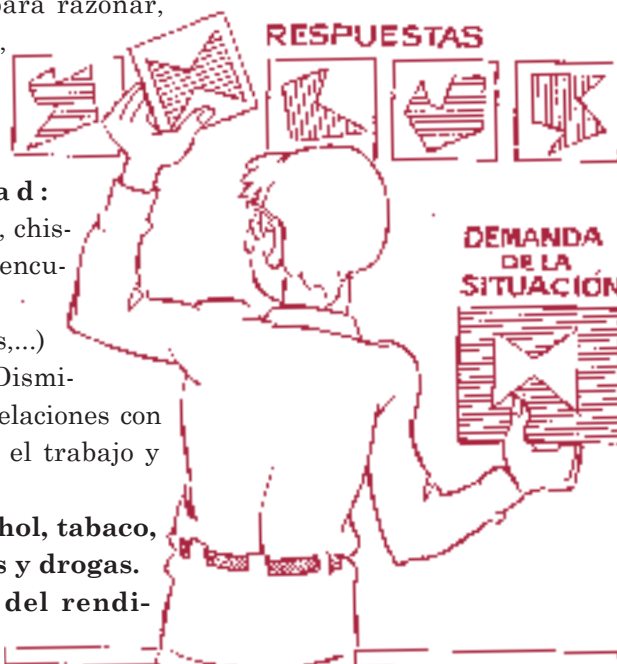 para razonar,
,
a d :
, chis-
encu-
s,...)
Dismi-
elaciones con
el trabajo y
hol, tabaco,
s y drogas.
del rendi-
RESPUESTAS
DEMANDA
DE LA
SITUACIÓN